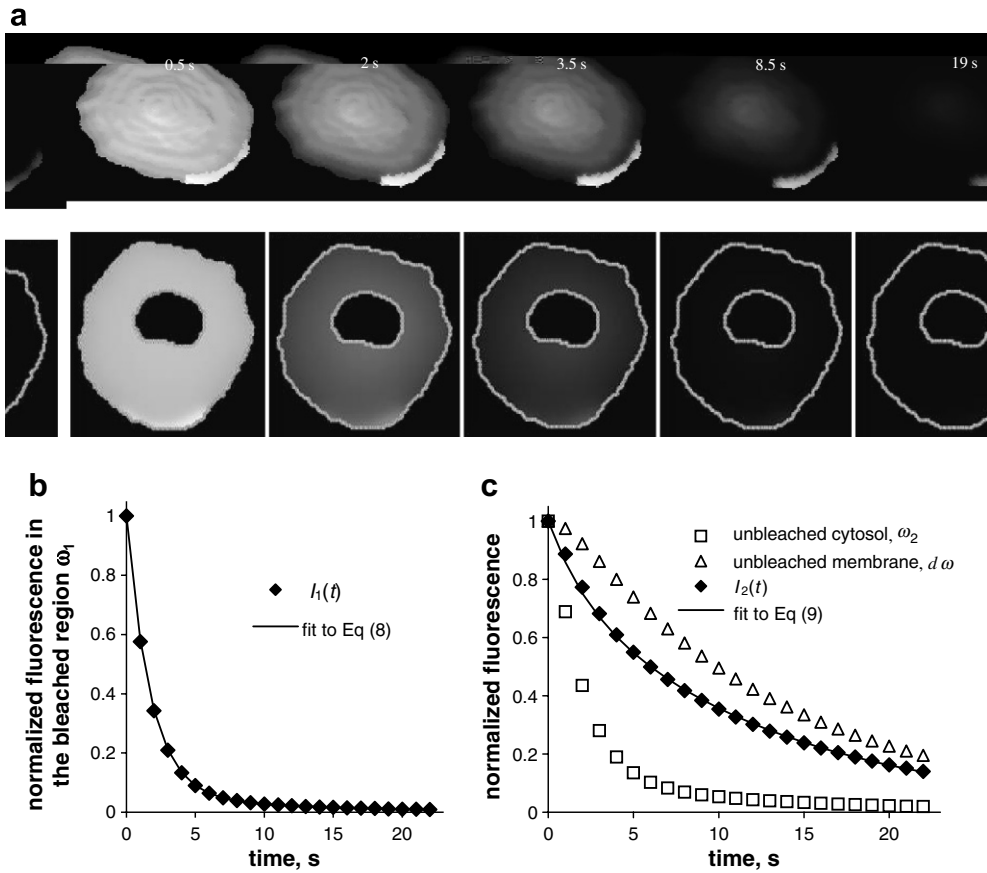 a
0.5 s
2 s
3.5 s
8.5 s
19 s
b
normalized fluorescence in
the bleached region ω₁
1
0.8
0.6
0.4
0.2
0
0 5 10 15 20
time, s
I₁(t)
fit to Eq (8)
c
normalized fluorescence
1
0.8
0.6
0.4
0.2
0
0 5 10 15 20
time, s
unbleached cytosol, ω₂
unbleached membrane, dω
I₂(t)
fit to Eq (9)